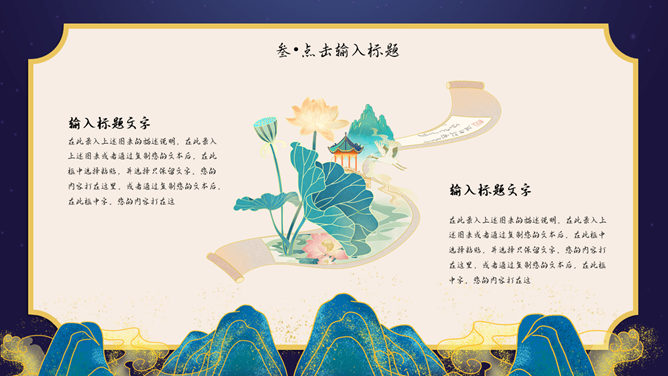 叁•点击输入标题
输入标题文字
在此录入上述图表的描述说明，在此录入
上述图表或者通过复制您的文本后，在此
框中选择粘贴，并选择只保留文字。您的
内容打在这里，或者通过您的文本后，
在此框中字，您的内容打在这
输入标题文字
在此录入上述图表的描述说明，在此录入上
述图表或者通过复制您的文本后，在此框中
选择粘贴，并选择只保留文字。您的内容打
在这里，或者通过您的文本后，在此框
中字，您的内容打在这